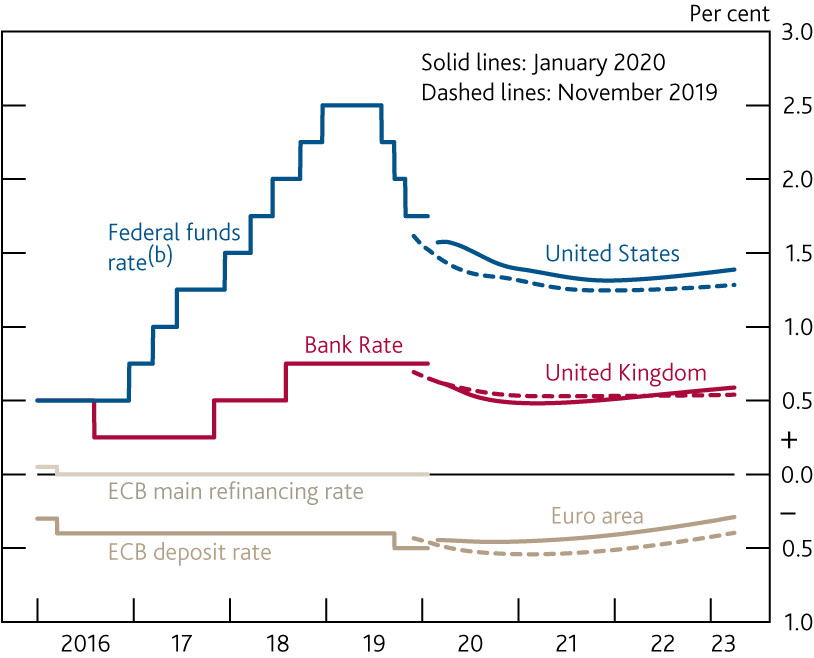 Per cent
3.0
Solid lines: January 2020
Dashed lines: November 2019
2.5
2.0
Federal funds
rate(b)
United States
1.5
1.0
Bank Rate
United Kingdom
0.5
+
0.0
ECB main refinancing rate
–
Euro area
ECB deposit rate
0.5
1.0
2016 17 18 19 20 21 22 23